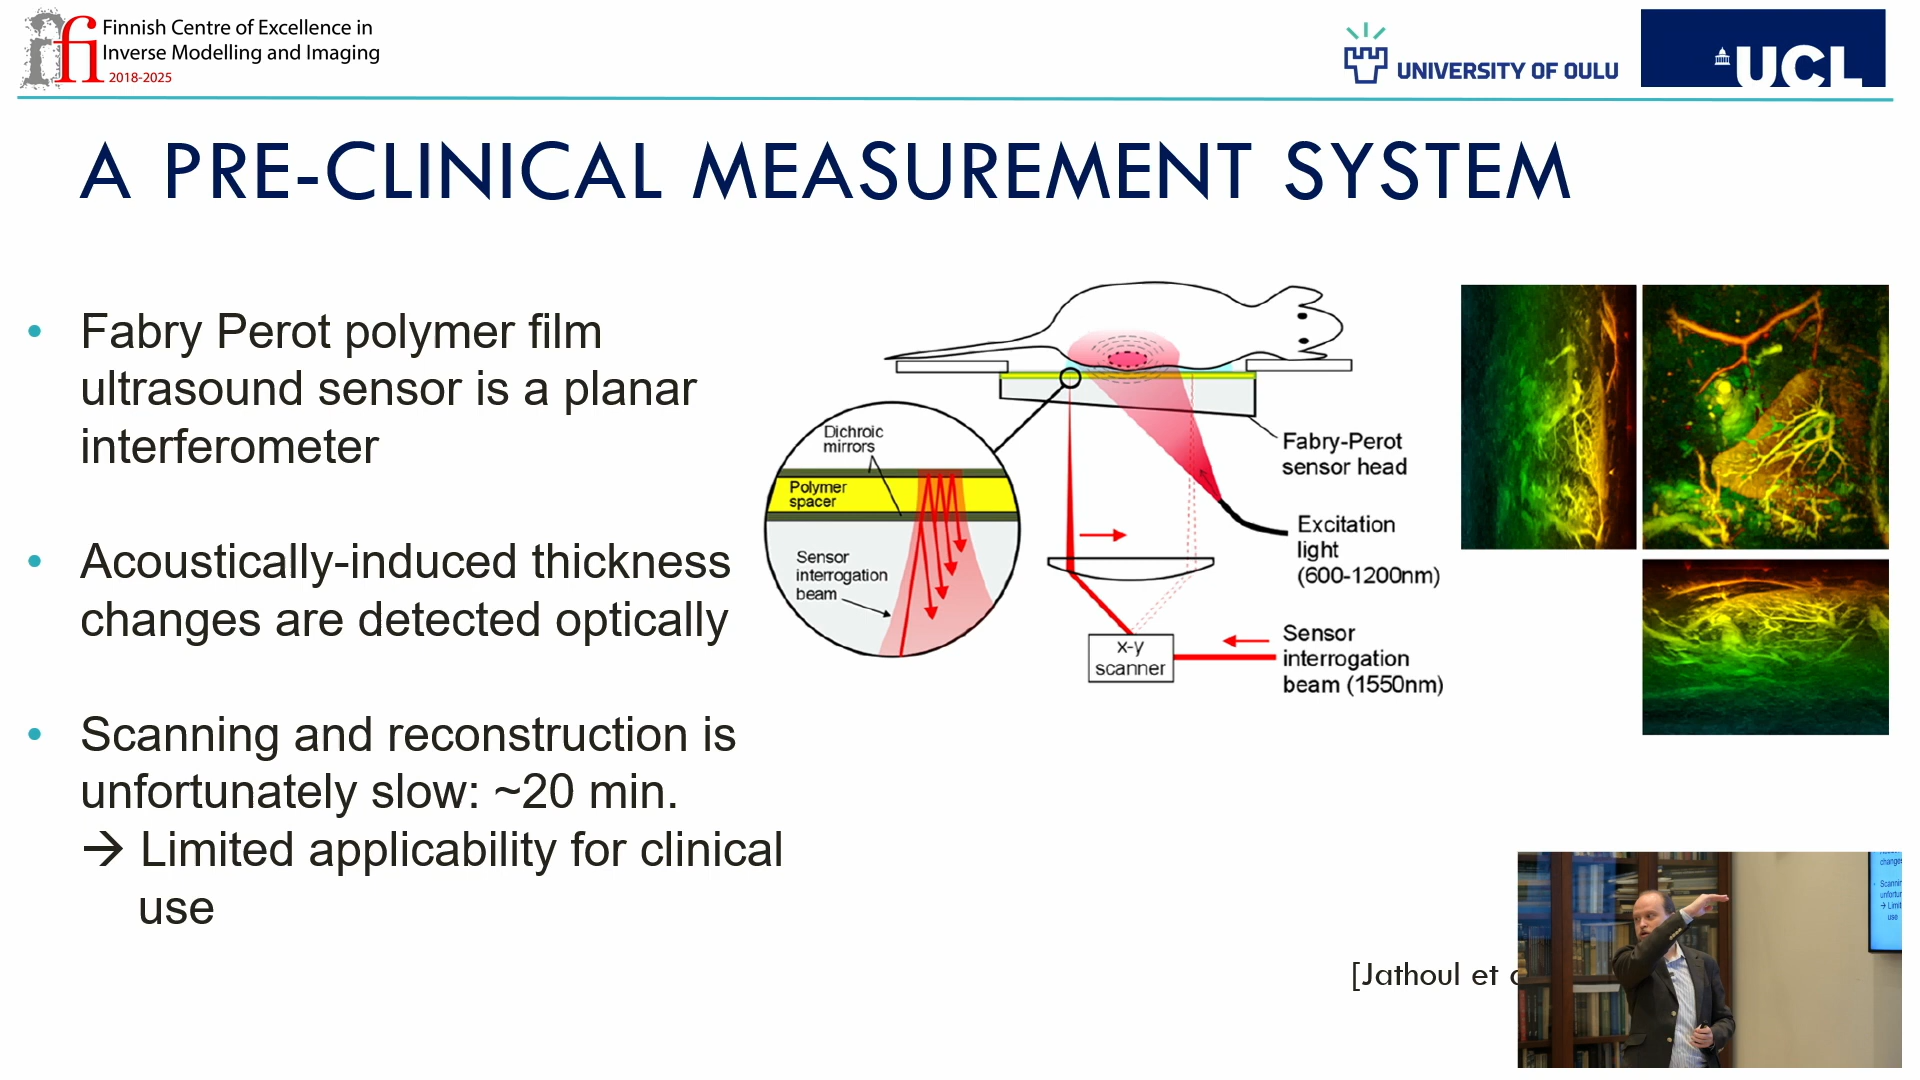 Finnish Centre of Excellence in
Inverse Modelling and Imaging
2018-2025
UNIVERSITY OF OULU
UCL
A PRE-CLINICAL MEASUREMENT SYSTEM
• Fabry Perot polymer film
ultrasound sensor is a planar
interferometer
• Acoustically-induced thickness
changes are detected optically
• Scanning and reconstruction is
unfortunately slow: ~20 min.
→ Limited applicability for clinical
use
Dichroic
mirrors
Polymer
spacer
Sensor
interrogation
beam
Fabry-Perot
sensor head
Excitation
light
(600-1200nm)
x-y
scanner
Sensor
interrogation
beam (1550nm)
[Jathoul et